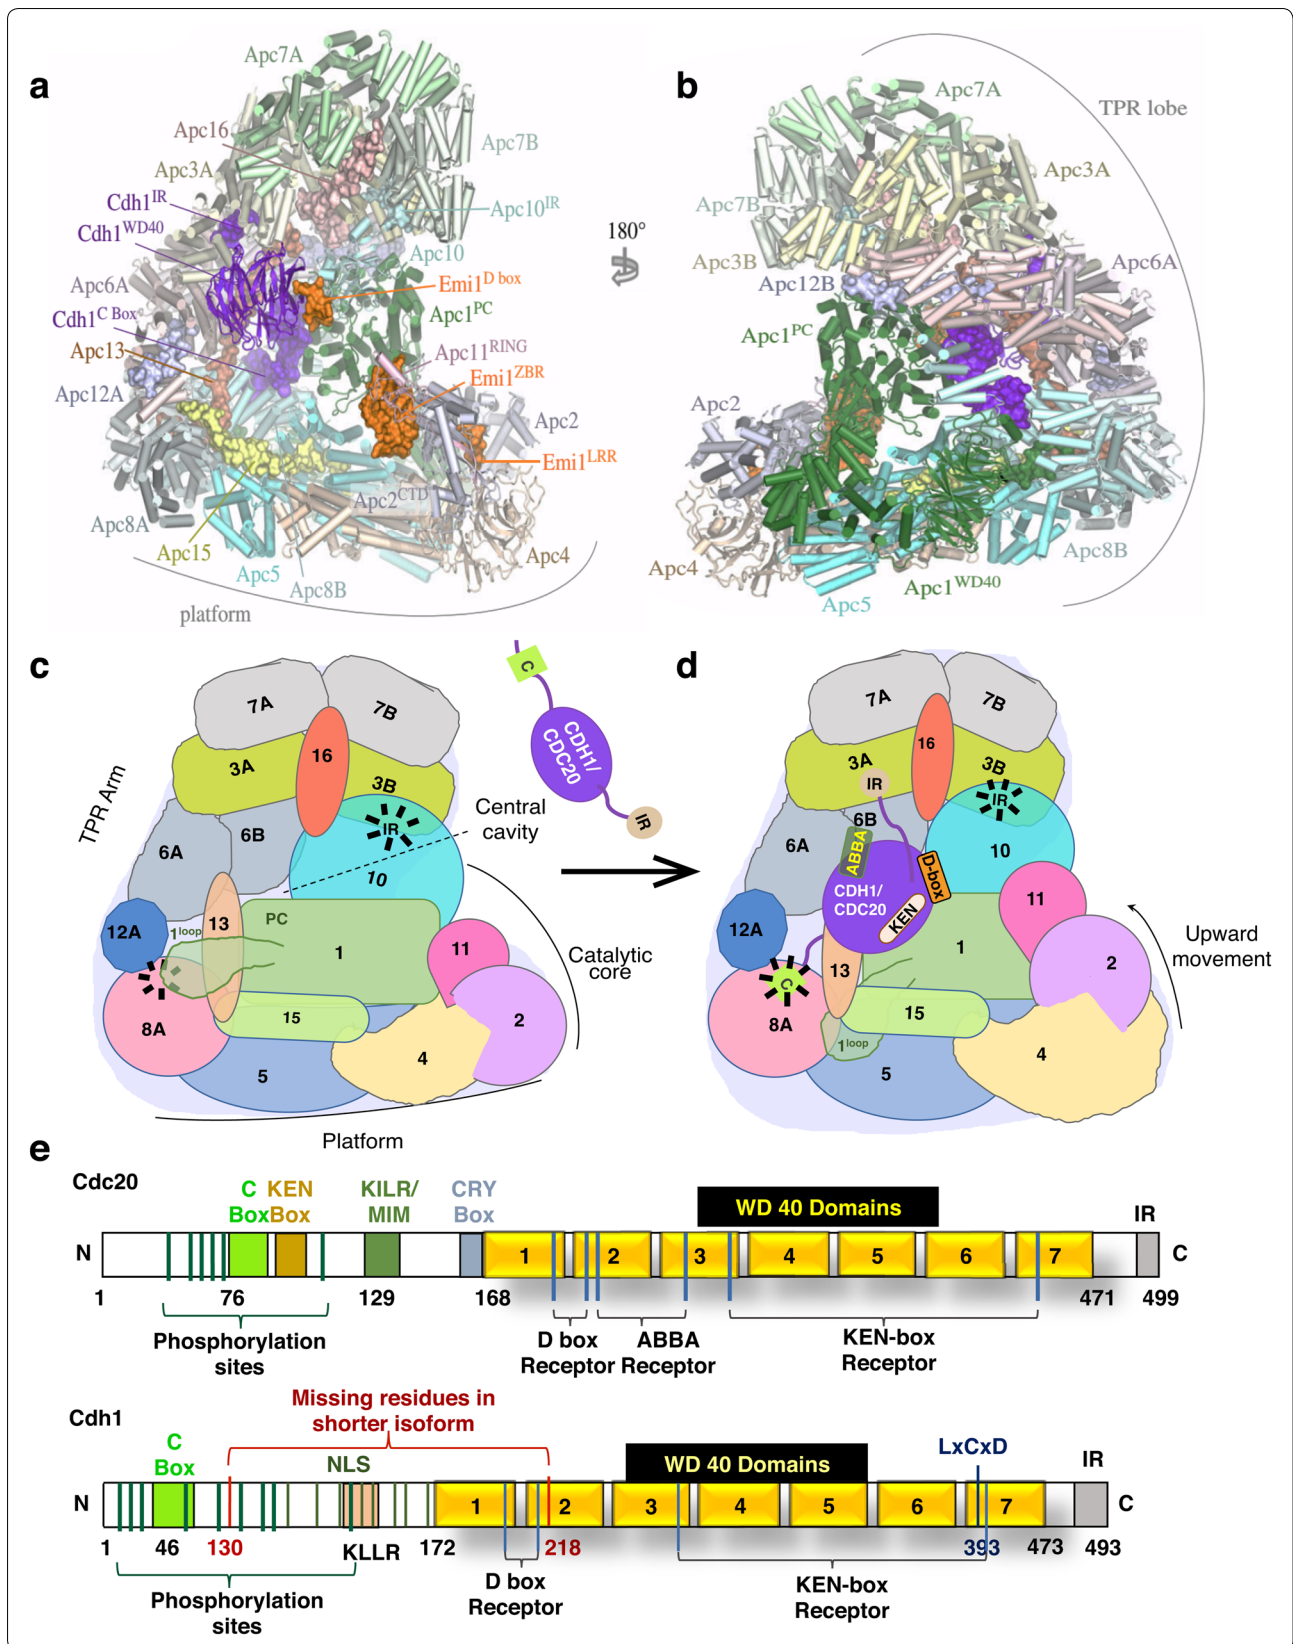 a
Apc7A
Apc16
Apc3A
Cdh1IR
Cdh1WD40
Apc6A
Cdh1C Box
Apc13
Apc12A
Apc8A
Apc15
Apc5
Apc8B
platform
Apc7B
Apc10IR
Apc10
Emi1D box
Apc1PC
Apc11RING
Emi1ZBR
Apc2
Emi1LRR
Apc2CTD
Apc4
180°
b
Apc7A
TPR lobe
Apc3A
Apc7B
Apc3B
Apc12B
Apc6A
Apc1PC
Apc2
Apc4
Apc5
Apc1WD40
Apc8B
c
7A
7B
16
3A
3B
TPR Arm
IR
6B
6A
10
Central
cavity
12A
1loop
13
PC
1
11
Catalytic
core
8A
15
2
4
5
Platform
C
CDH1/
CDC20
IR
d
7A
7B
16
3A
3B
IR
IR
6B
6A
ABBA
10
D-box
CDH1/
CDC20
KEN
11
12A
1
2
Upward
movement
13
C
8A
15
1loop
4
5
e
Cdc20
C
Box
KEN
Box
KILR/
MIM
CRY
Box
WD 40 Domains
IR
N
1 2 3 4 5 6 7
C
1 76 129 168 471 499
Phosphorylation
sites
D box
Receptor
ABBA
Receptor
KEN-box
Receptor
Missing residues in
shorter isoform
Cdh1
C
Box
NLS
WD 40 Domains
LxCxD
IR
N
1 2 3 4 5 6 7
C
1 46 130 KLLR 172 218 393 473 493
Phosphorylation
sites
D box
Receptor
KEN-box
Receptor